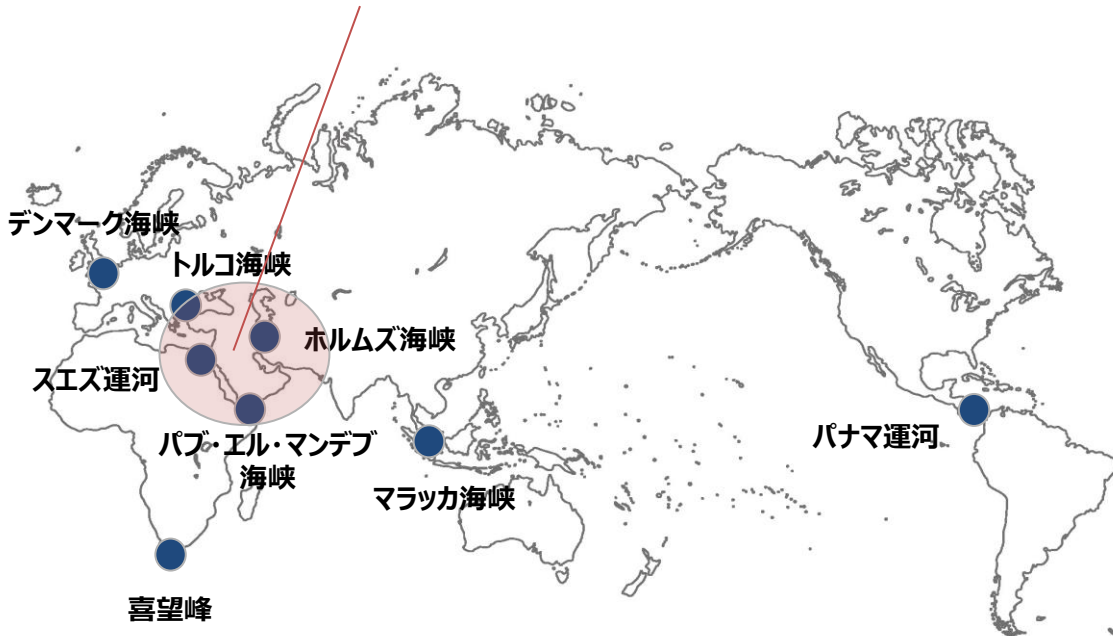 デンマーク海峡
トルコ海峡
ホルムズ海峡
スエズ運河
パブ・エル・マンデブ
海峡
パナマ運河
マラッカ海峡
喜望峰